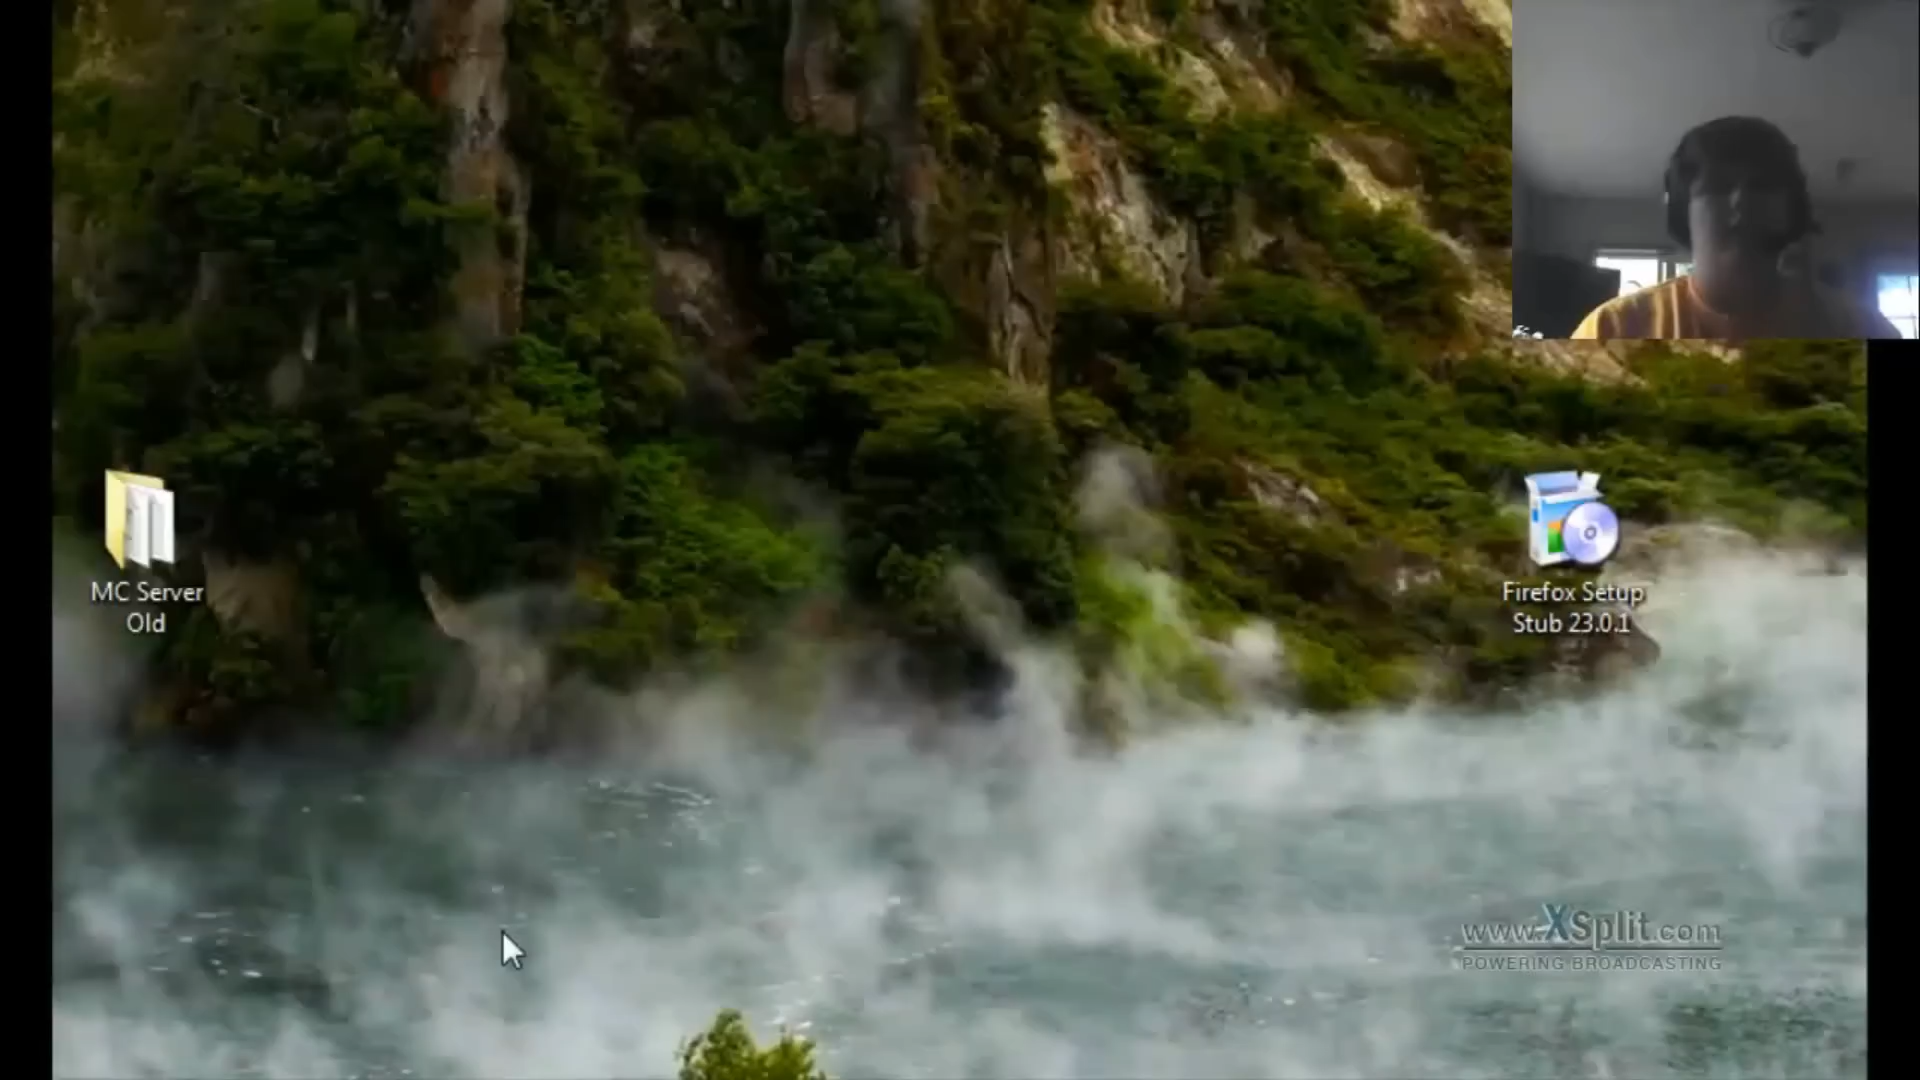 MC Server
Old
Firefox Setup
Stub 23.0.1
www.XSplit.com
POWERING BROADCASTING